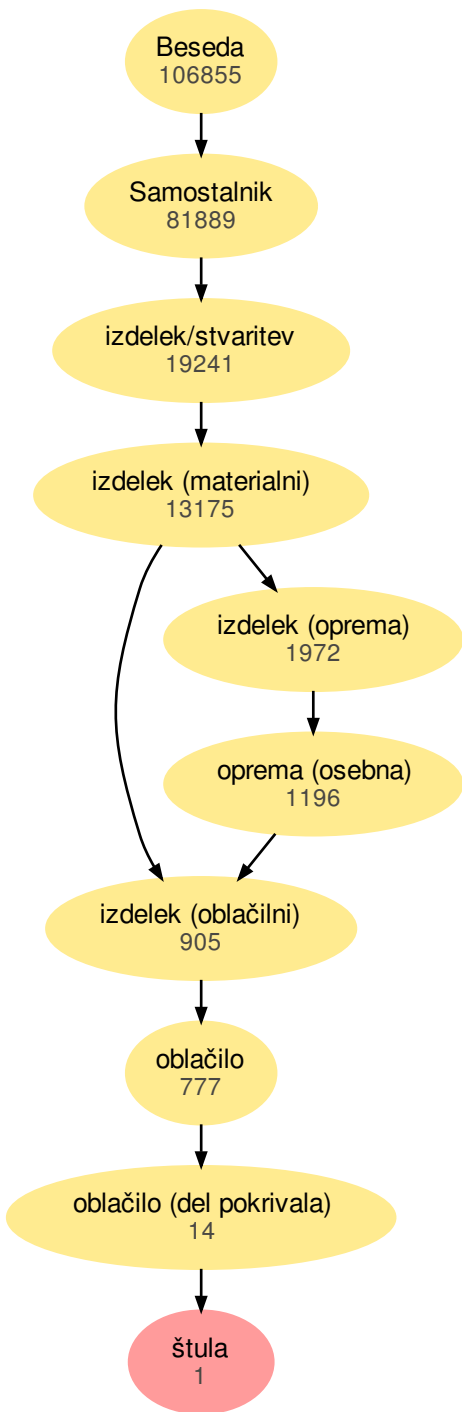 Beseda
106855
Samostalnik
81889
izdelek/stvaritev
19241
izdelek (materialni)
13175
izdelek (oprema)
1972
oprema (osebna)
1196
izdelek (oblačilni)
905
oblačilo
777
oblačilo (del pokrivala)
14
štula
1